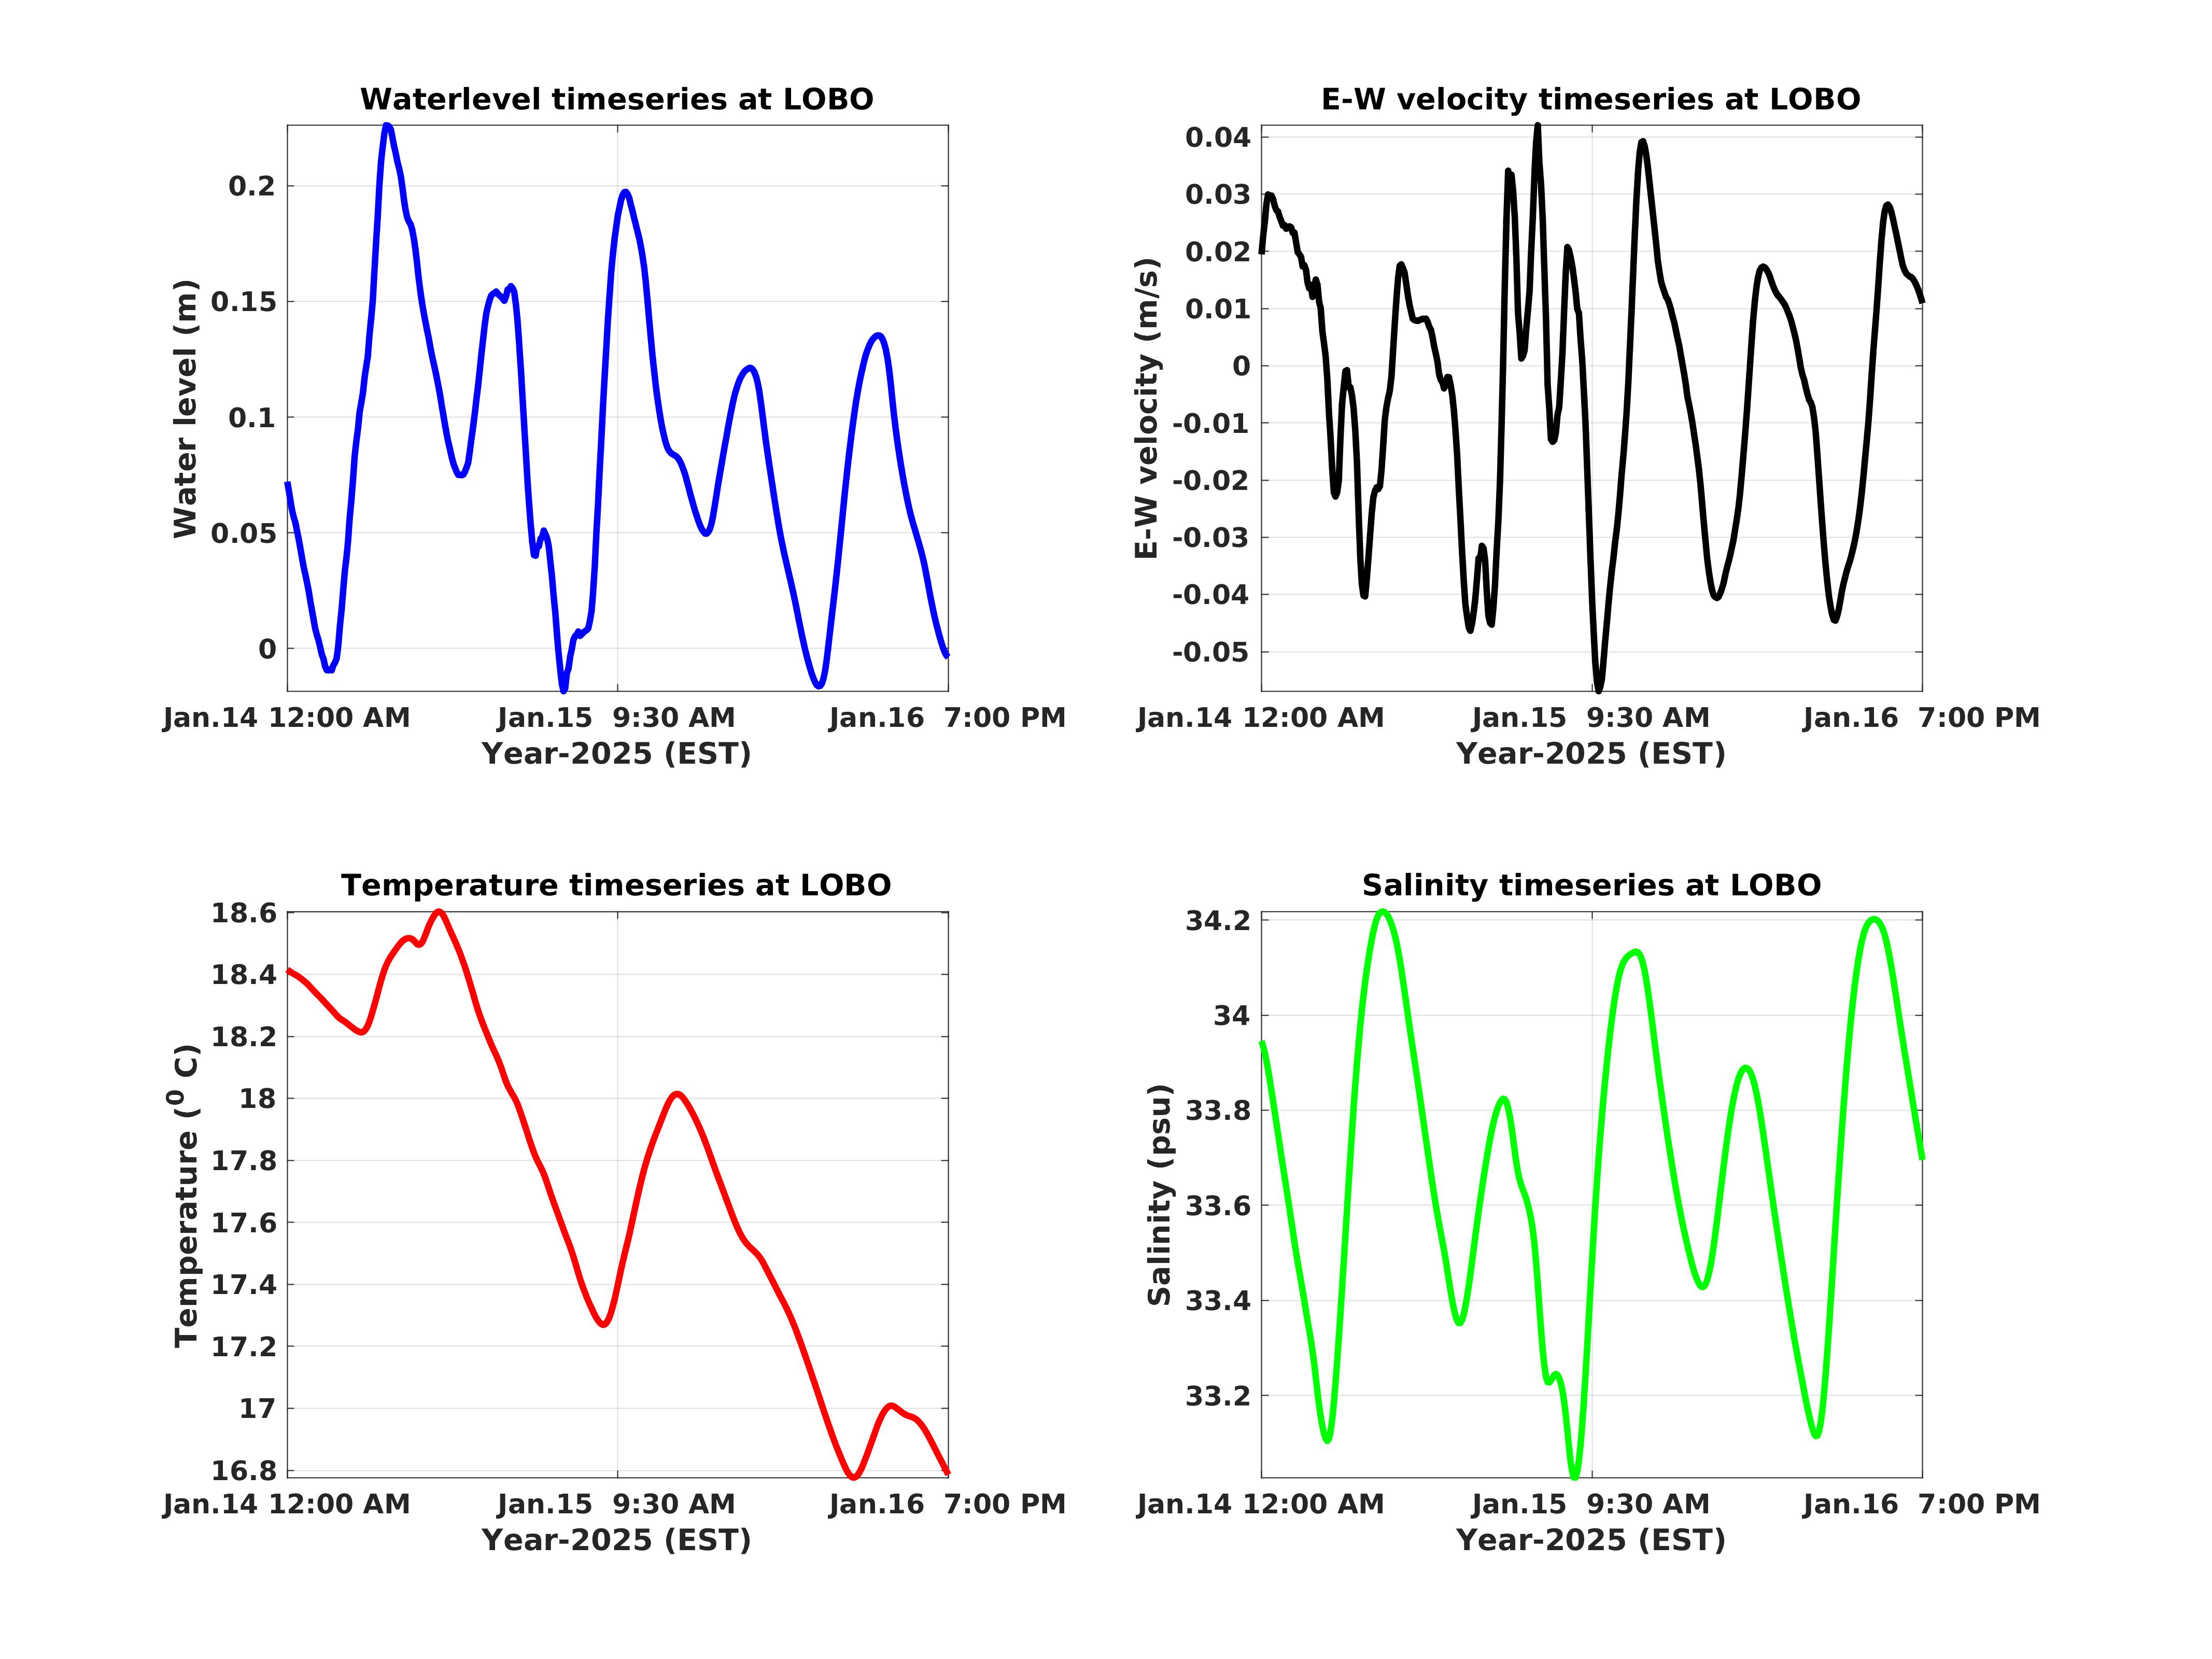 Waterlevel timeseries at LOBO
Water level (m)
0.2
0.15
0.1
0.05
0
Jan.14 12:00 AM
Jan.15  9:30 AM
Jan.16  7:00 PM
Year-2025 (EST)
E-W velocity timeseries at LOBO
E-W velocity (m/s)
0.04
0.03
0.02
0.01
0
-0.01
-0.02
-0.03
-0.04
-0.05
Jan.14 12:00 AM
Jan.15  9:30 AM
Jan.16  7:00 PM
Year-2025 (EST)
Temperature timeseries at LOBO
Temperature (⁰ C)
18.6
18.4
18.2
18
17.8
17.6
17.4
17.2
17
16.8
Jan.14 12:00 AM
Jan.15  9:30 AM
Jan.16  7:00 PM
Year-2025 (EST)
Salinity timeseries at LOBO
Salinity (psu)
34.2
34
33.8
33.6
33.4
33.2
Jan.14 12:00 AM
Jan.15  9:30 AM
Jan.16  7:00 PM
Year-2025 (EST)